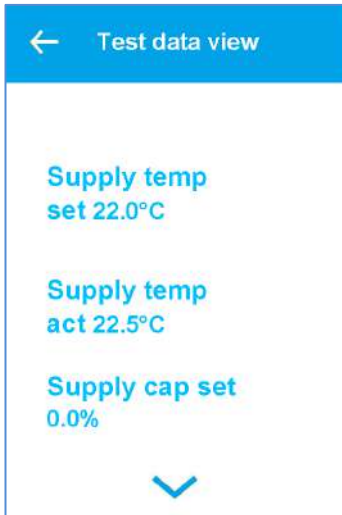 Test data view
Supply temp
set 22.0°C
Supply temp
act 22.5°C
Supply cap set
0.0%